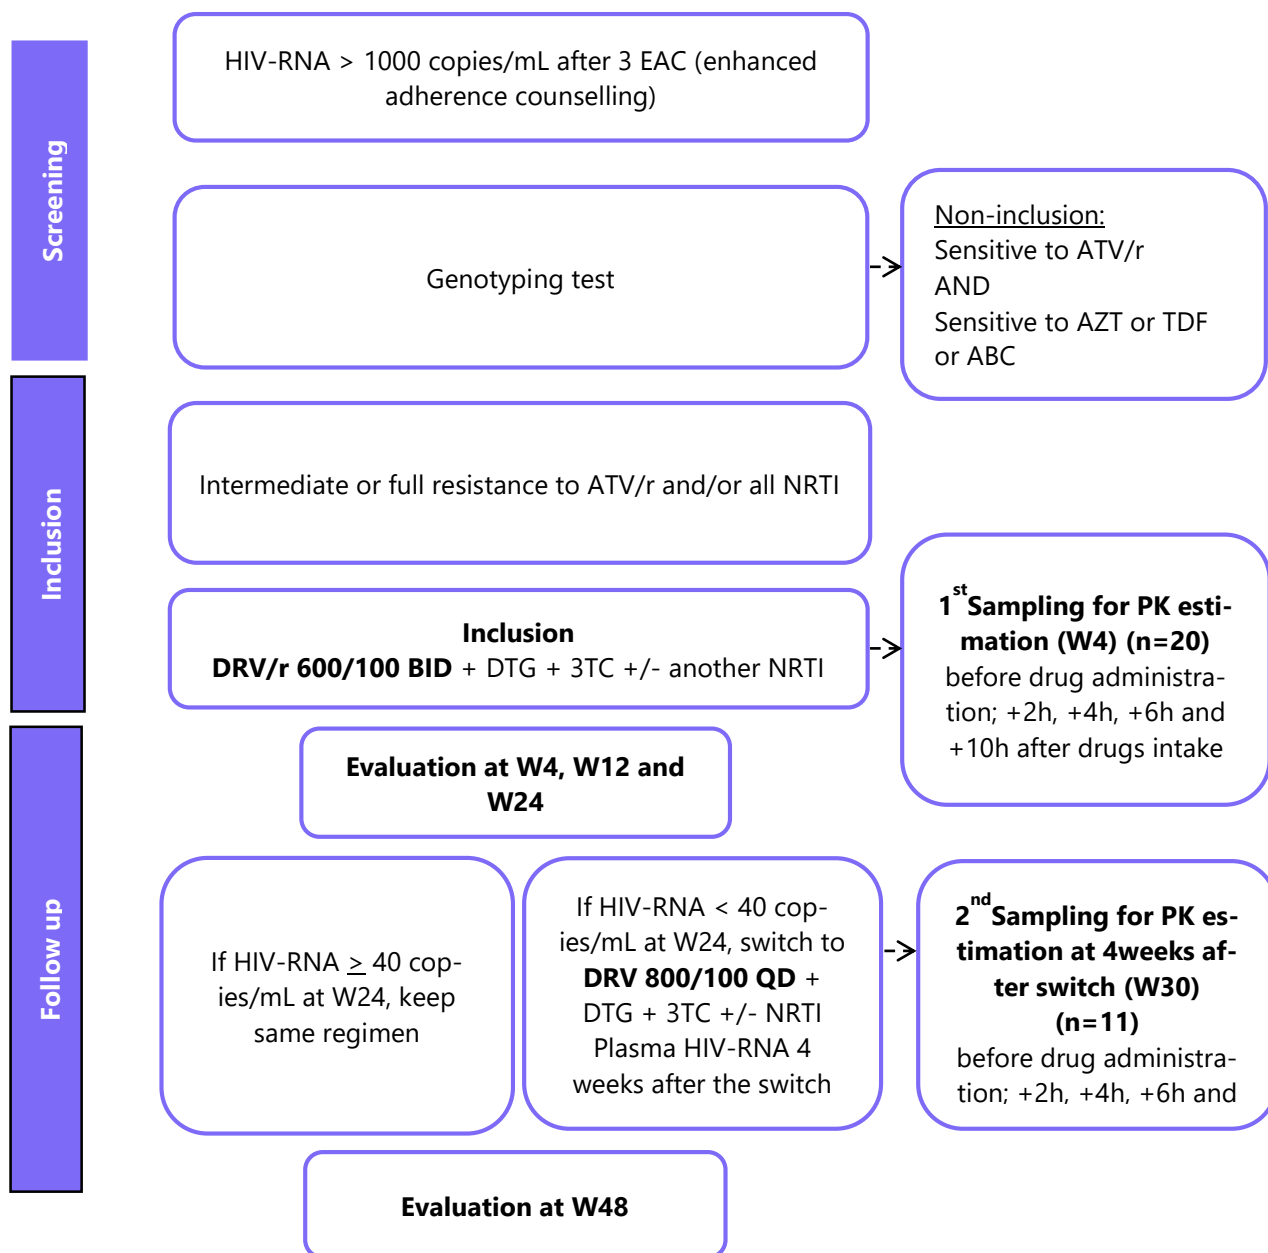 Screening
HIV-RNA > 1000 copies/mL after 3 EAC (enhanced
adherence counselling)
Genotyping test
Non-inclusion:
Sensitive to ATV/r
AND
Sensitive to AZT or TDF
or ABC
Inclusion
Intermediate or full resistance to ATV/r and/or all NRTI
Inclusion
DRV/r 600/100 BID + DTG + 3TC +/- another NRTI
1st Sampling for PK esti-
mation (W4) (n=20)
before drug administra-
tion; +2h, +4h, +6h and
+10h after drugs intake
Follow up
Evaluation at W4, W12 and
W24
If HIV-RNA ≥ 40 cop-
ies/mL at W24, keep
same regimen
If HIV-RNA < 40 cop-
ies/mL at W24, switch to
DRV 800/100 QD +
DTG + 3TC +/- NRTI
Plasma HIV-RNA 4
weeks after the switch
2nd Sampling for PK es-
timation at 4weeks af-
ter switch (W30)
(n=11)
before drug administra-
tion; +2h, +4h, +6h and
Evaluation at W48